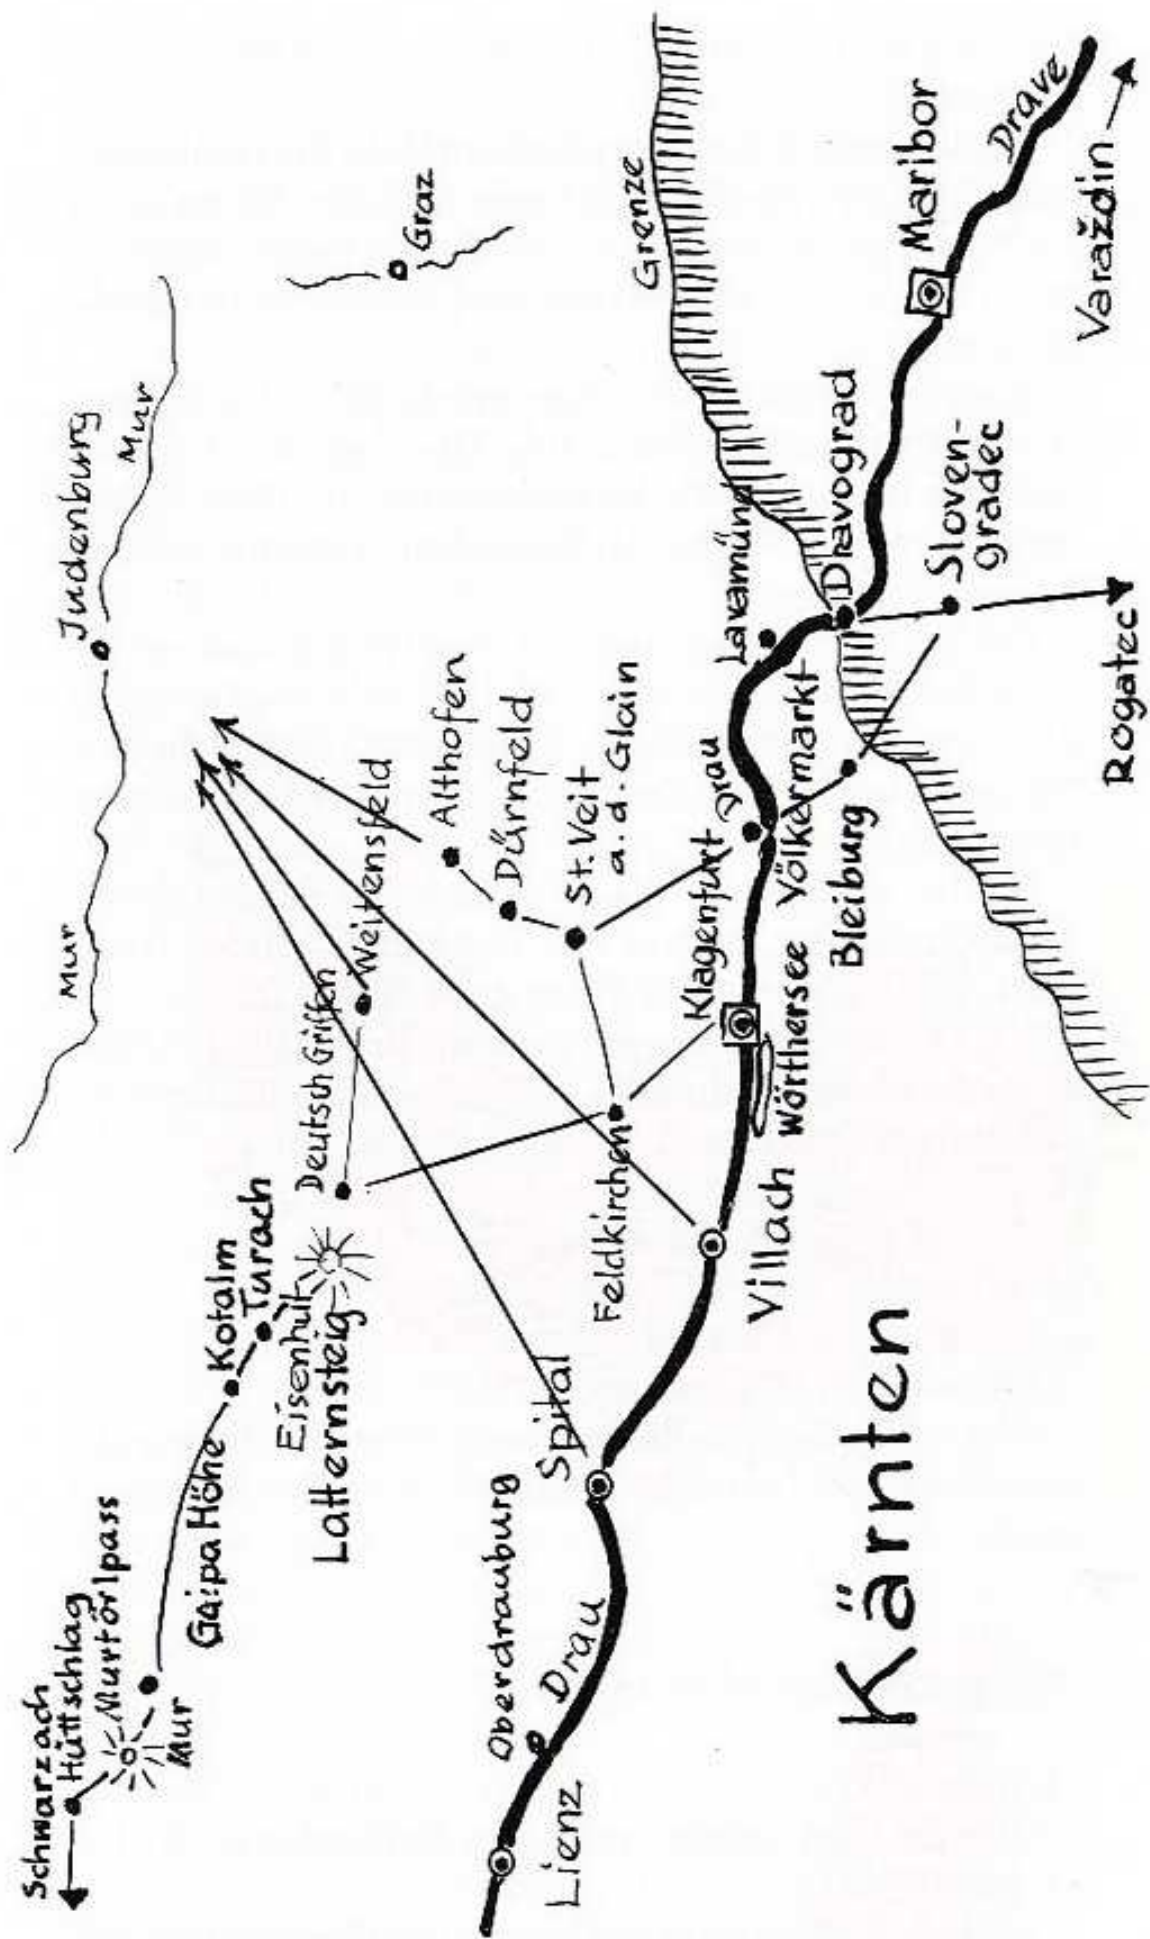 Schwarzach
Hüttschlag
Murtörlpass
Mur
Mur
Judenburg
Mur
Gaipa Höhe
Kotalm
Turach
Eisenhut
Latternsteig
Deutsch Griffen
Weitensfeld
Althofen
Dürnfeld
St. Veit
a.d. Glain
Graz
Oberdrauburg
Lienz
Drau
Spital
Feldkirchen
Villach
Klagenfurt
Wörthersee
Drau
Völkermarkt
Bleiburg
Lavamünd
Grenze
Dravograd
Sloven-
gradec
Maribor
Drave
Varaždin
Rogatec
Kärnten